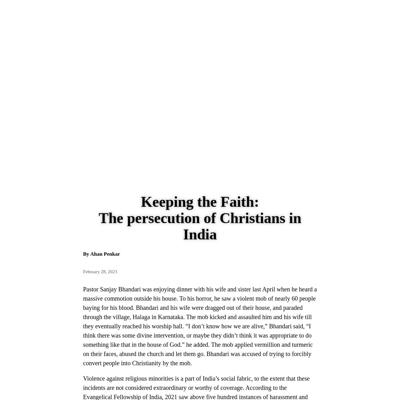 Keeping the Faith:
The persecution of Christians in
India
By Ahan Penkar
February 28, 2023
Pastor Sanjay Bhandari was enjoying dinner with his wife and sister last April when he heard a
massive commotion outside his house. To his horror, he saw a violent mob of nearly 60 people
baying for his blood. Bhandari and his wife were dragged out of their house, and paraded
through the village, Halaga in Karnataka. The mob kicked and assaulted him and his wife till
they eventually reached his worship hall. “I don’t know how we are alive,” Bhandari said, “I
think there was some divine intervention, or maybe they didn’t think it was appropriate to do
something like that in the house of God.” he added. The mob applied vermilion and turmeric
on their faces, abused the church and let them go. Bhandari was accused of trying to forcibly
convert people into Christianity by the mob.
Violence against religious minorities is a part of India’s social fabric, to the extent that these
incidents are not considered extraordinary or worthy of coverage. According to the
Evangelical Fellowship of India, 2021 saw above five hundred instances of harassment and